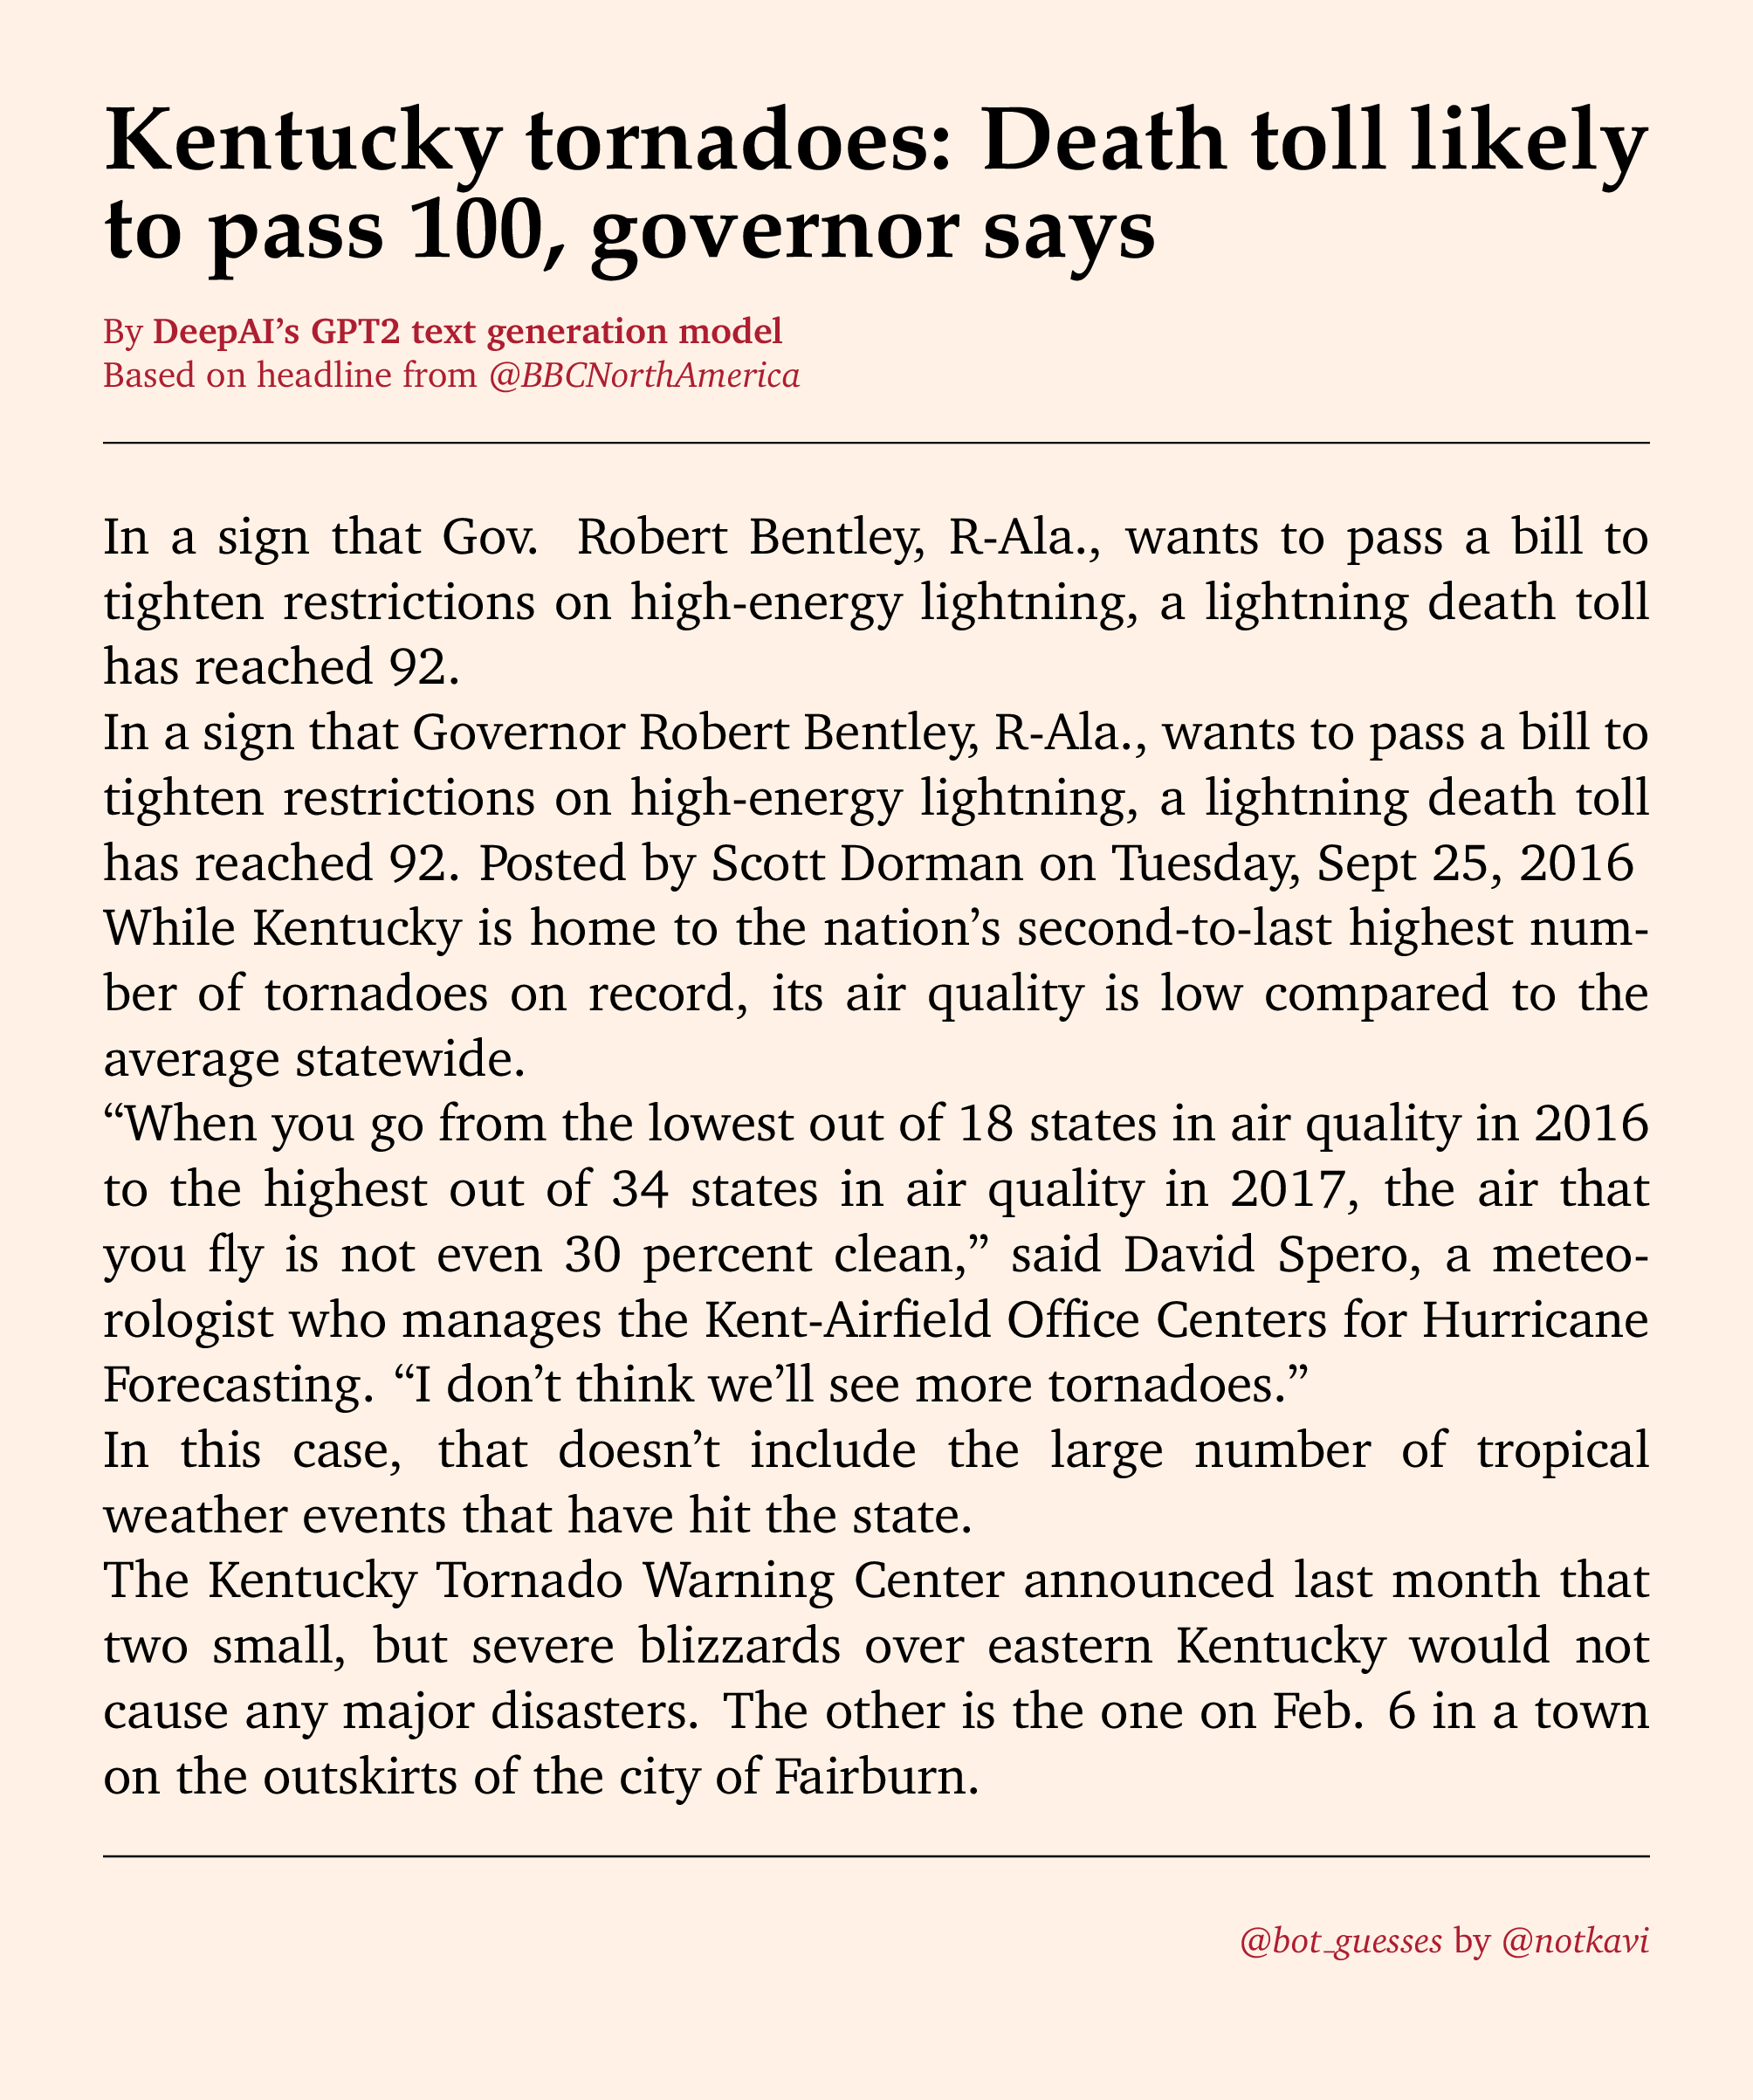 Kentucky tornadoes: Death toll likely
to pass 100, governor says
By DeepAI’s GPT2 text generation model
Based on headline from @BBCNorthAmerica
In a sign that Gov. Robert Bentley, R-Ala., wants to pass a bill to
tighten restrictions on high-energy lightning, a lightning death toll
has reached 92.
In a sign that Governor Robert Bentley, R-Ala., wants to pass a bill to
tighten restrictions on high-energy lightning, a lightning death toll
has reached 92. Posted by Scott Dorman on Tuesday, Sept 25, 2016
While Kentucky is home to the nation’s second-to-last highest num-
ber of tornadoes on record, its air quality is low compared to the
average statewide.
“When you go from the lowest out of 18 states in air quality in 2016
to the highest out of 34 states in air quality in 2017, the air that
you fly is not even 30 percent clean,” said David Spero, a meteo-
rologist who manages the Kent-Airfield Office Centers for Hurricane
Forecasting. “I don’t think we’ll see more tornadoes.”
In this case, that doesn’t include the large number of tropical
weather events that have hit the state.
The Kentucky Tornado Warning Center announced last month that
two small, but severe blizzards over eastern Kentucky would not
cause any major disasters. The other is the one on Feb. 6 in a town
on the outskirts of the city of Fairburn.
@bot_guesses by @notkavi